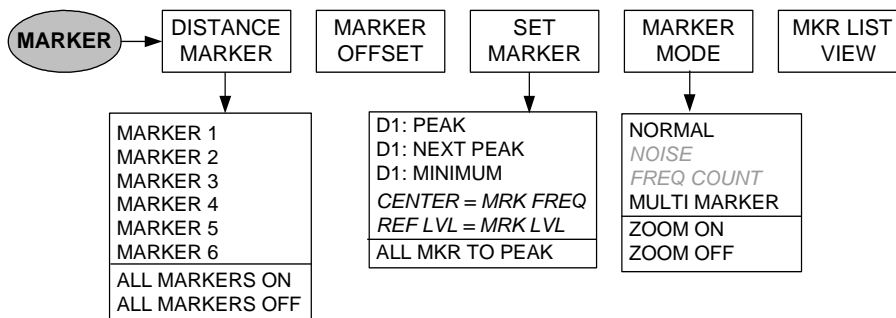 MARKER
DISTANCE
MARKER
MARKER
OFFSET
SET
MARKER
MARKER
MODE
MKR LIST
VIEW
MARKER 1
MARKER 2
MARKER 3
MARKER 4
MARKER 5
MARKER 6
ALL MARKERS ON
ALL MARKERS OFF
D1: PEAK
D1: NEXT PEAK
D1: MINIMUM
CENTER = MRK FREQ
REF LVL = MRK LVL
ALL MKR TO PEAK
NORMAL
NOISE
FREQ COUNT
MULTI MARKER
ZOOM ON
ZOOM OFF